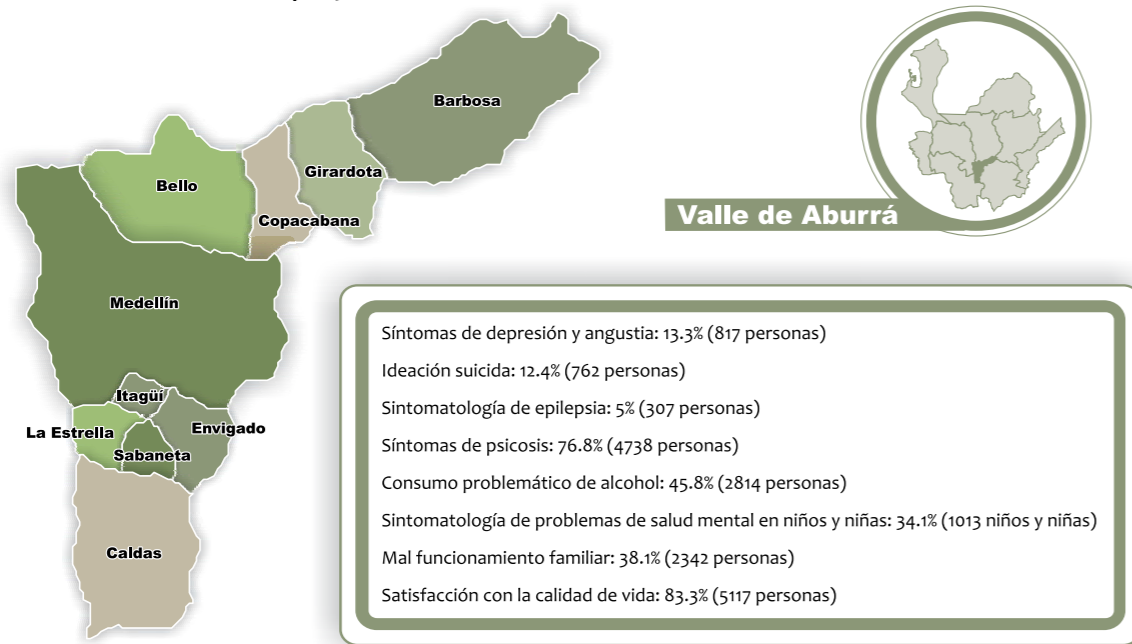 Barbosa
Girardota
Bello
Copacabana
Valle de Aburrá
Medellín
Itagüí
La Estrella
Envigado
Sabaneta
Caldas
Síntomas de depresión y angustia: 13.3% (817 personas)
Ideación suicida: 12.4% (762 personas)
Sintomatología de epilepsia: 5% (307 personas)
Síntomas de psicosis: 76.8% (4738 personas)
Consumo problemático de alcohol: 45.8% (2814 personas)
Sintomatología de problemas de salud mental en niños y niñas: 34.1% (1013 niños y niñas)
Mal funcionamiento familiar: 38.1% (2342 personas)
Satisfacción con la calidad de vida: 83.3% (5117 personas)